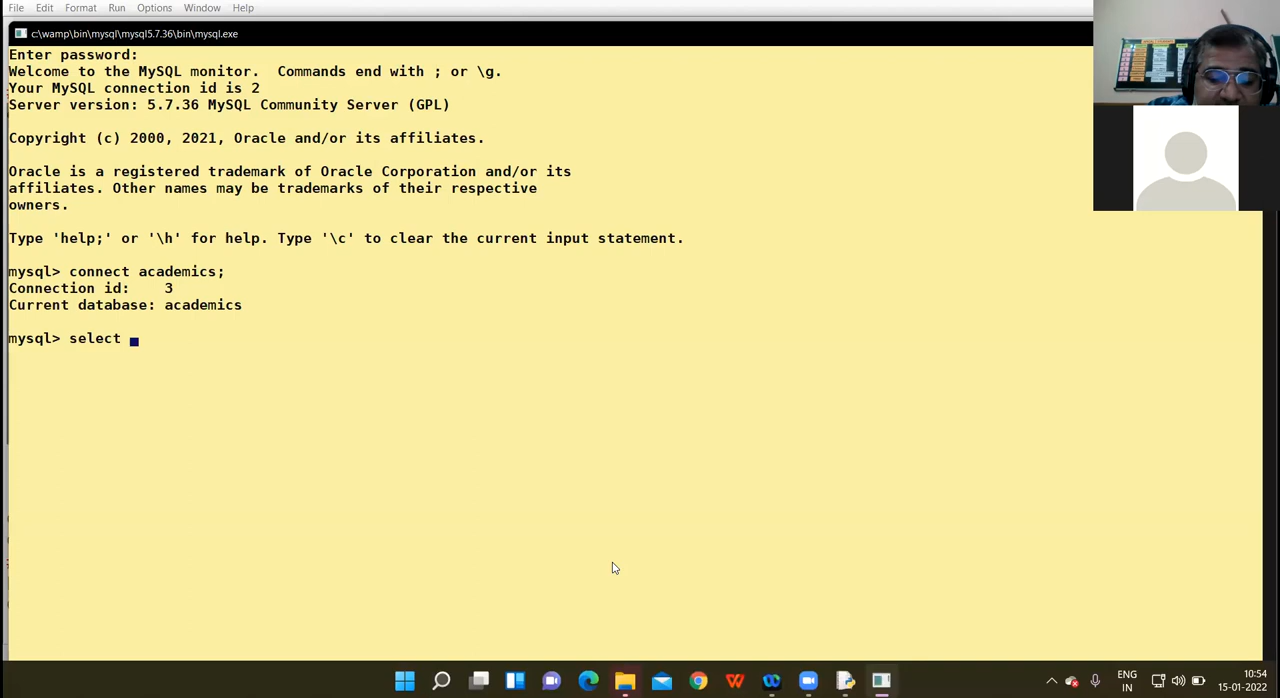 File Edit Format Run Options Window Help
c:\wamp\bin\mysql\mysql5.7.36\bin\mysql.exe
Enter password:
Welcome to the MySQL monitor.  Commands end with ; or \g.
Your MySQL connection id is 2
Server version: 5.7.36 MySQL Community Server (GPL)
Copyright (c) 2000, 2021, Oracle and/or its affiliates.
Oracle is a registered trademark of Oracle Corporation and/or its
affiliates. Other names may be trademarks of their respective
owners.
Type 'help;' or '\h' for help. Type '\c' to clear the current input statement.
mysql> connect academics;
Connection id:    3
Current database: academics
mysql> select
ENG
IN
10:54
15-01-2022